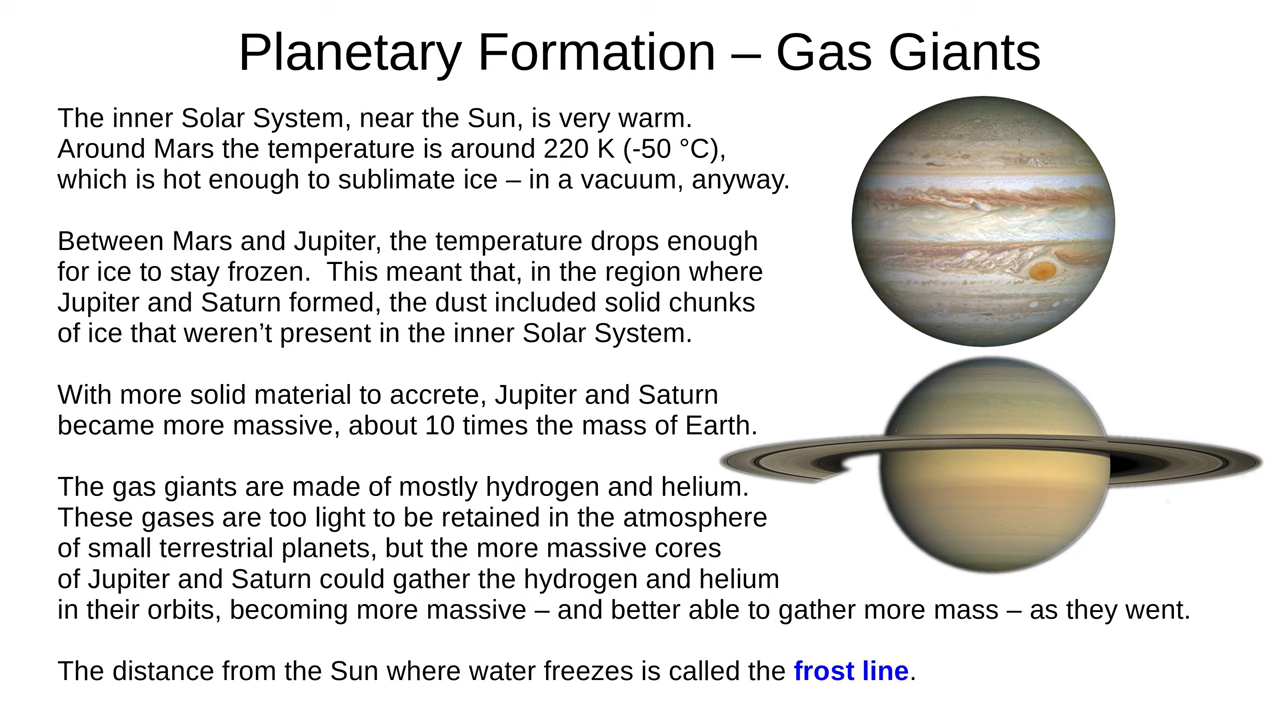 Planetary Formation – Gas Giants
The inner Solar System, near the Sun, is very warm.
Around Mars the temperature is around 220 K (-50 °C),
which is hot enough to sublimate ice – in a vacuum, anyway.
Between Mars and Jupiter, the temperature drops enough
for ice to stay frozen.  This meant that, in the region where
Jupiter and Saturn formed, the dust included solid chunks
of ice that weren’t present in the inner Solar System.
With more solid material to accrete, Jupiter and Saturn
became more massive, about 10 times the mass of Earth.
The gas giants are made of mostly hydrogen and helium.
These gases are too light to be retained in the atmosphere
of small terrestrial planets, but the more massive cores
of Jupiter and Saturn could gather the hydrogen and helium
in their orbits, becoming more massive – and better able to gather more mass – as they went.
The distance from the Sun where water freezes is called the frost line.